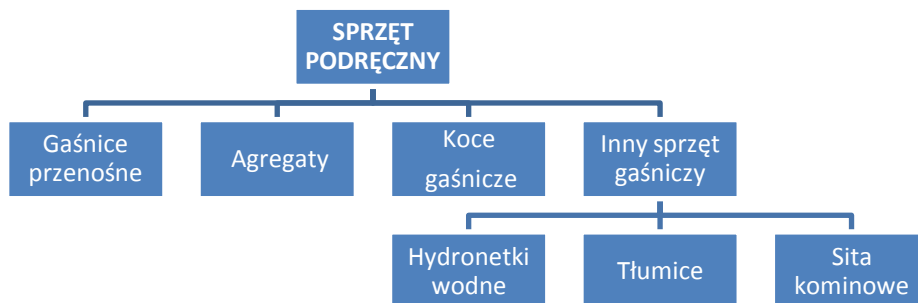 SPRZĘT
PODRĘCZNY
Gaśnice
przenośne
Agregaty
Koce
gaśnicze
Inny sprzęt
gaśniczy
Hydronetki
wodne
Tłumice
Sita
kominowe